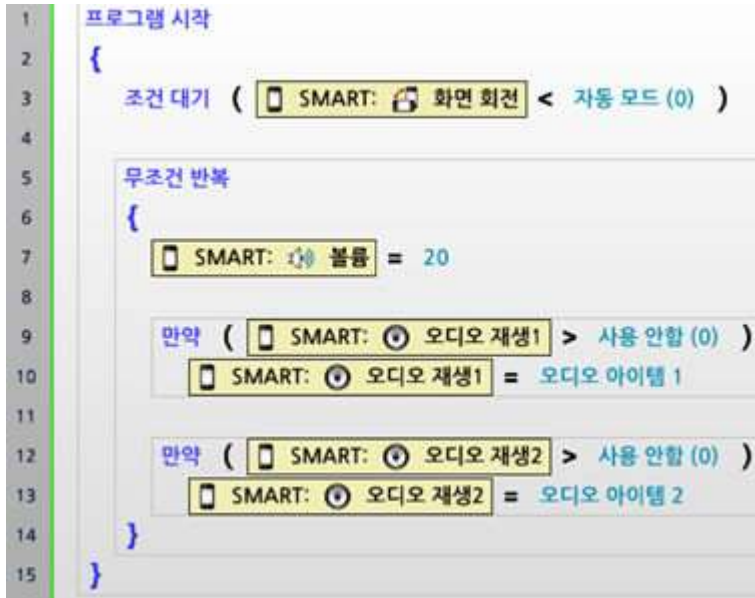 1 프로그램 시작
2 {
3 조건 대기 ( SMART: 화면 회전 < 자동 모드 (0) )
4
5 무조건 반복
6 {
7 SMART: 볼륨 = 20
8
9 만약 ( SMART: 오디오 재생1 > 사용 안함 (0) )
10 SMART: 오디오 재생1 = 오디오 아이템 1
11
12 만약 ( SMART: 오디오 재생2 > 사용 안함 (0) )
13 SMART: 오디오 재생2 = 오디오 아이템 2
14 }
15 }